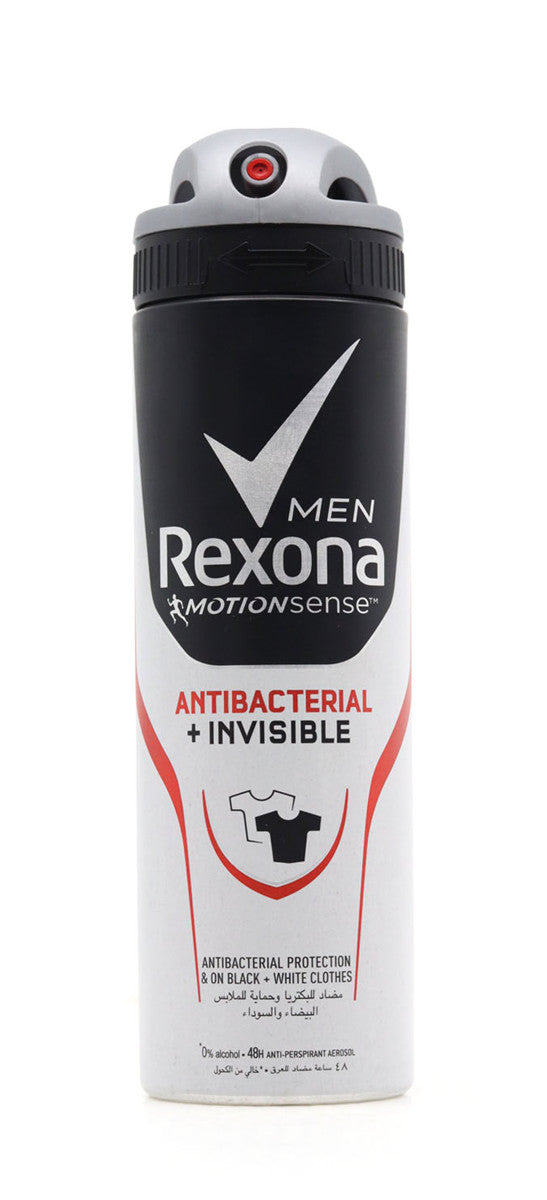 MEN
Rexona
MOTIONsense™
ANTIBACTERIAL
+ INVISIBLE
ANTIBACTERIAL PROTECTION
& ON BLACK + WHITE CLOTHES
مضاد للبكتريا وحماية للملابس
البيضاء والسوداء
*0% alcohol • 48H ANTI-PERSPIRANT AEROSOL
٤٨ ساعة مضاد للعرق • *خالي من الكحول